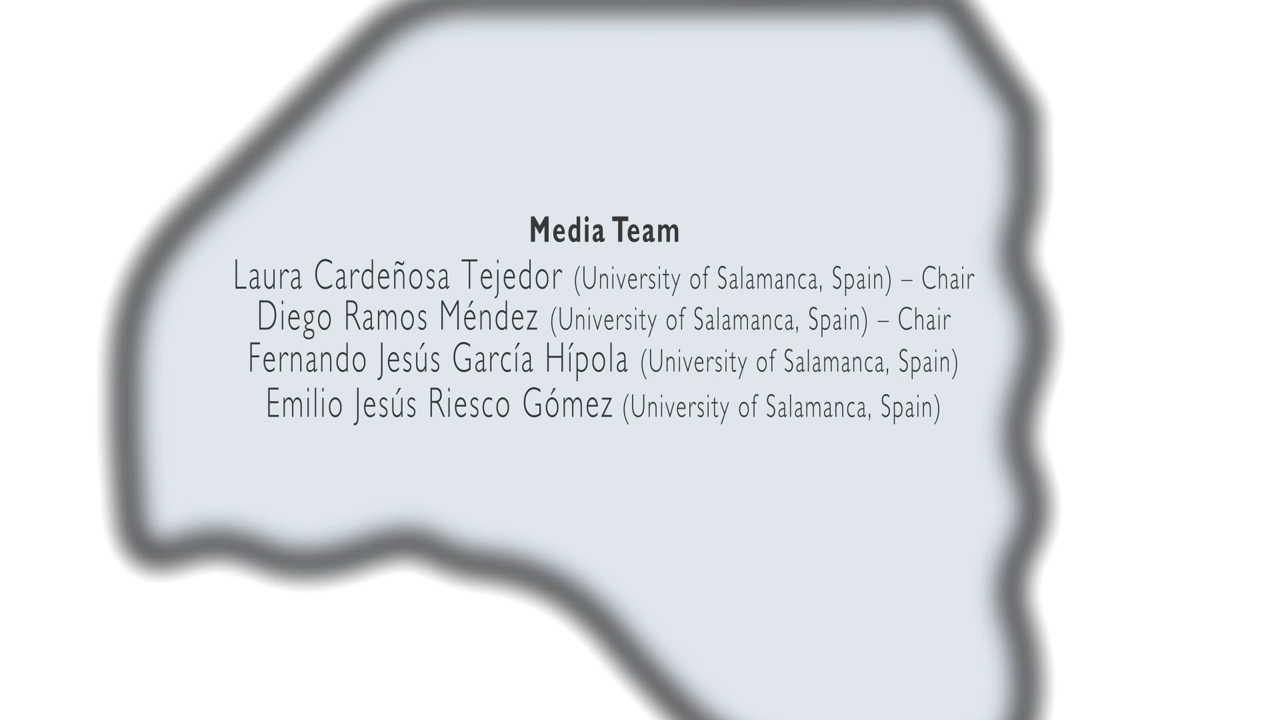 Media Team
Laura Cardeñosa Tejedor (University of Salamanca, Spain) – Chair
Diego Ramos Méndez (University of Salamanca, Spain) – Chair
Fernando Jesús García Hípola (University of Salamanca, Spain)
Emilio Jesús Riesco Gómez (University of Salamanca, Spain)